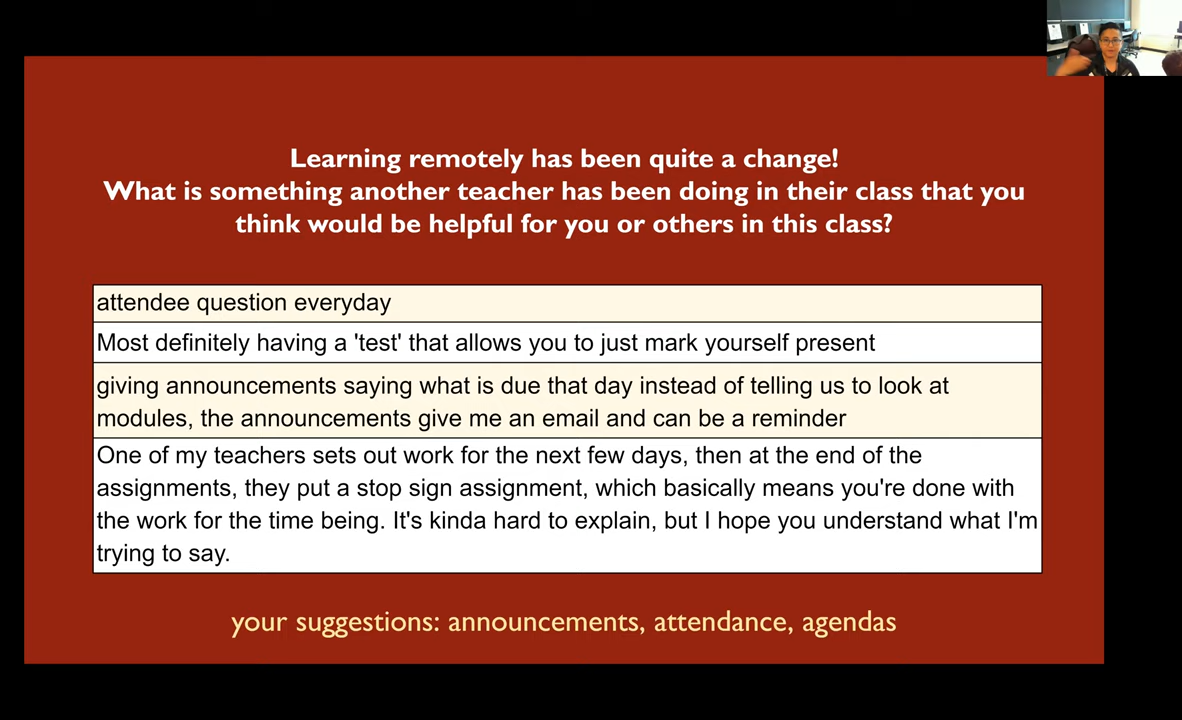 Learning remotely has been quite a change!
What is something another teacher has been doing in their class that you
think would be helpful for you or others in this class?
attendee question everyday
Most definitely having a 'test' that allows you to just mark yourself present
giving announcements saying what is due that day instead of telling us to look at
modules, the announcements give me an email and can be a reminder
One of my teachers sets out work for the next few days, then at the end of the
assignments, they put a stop sign assignment, which basically means you're done with
the work for the time being. It's kinda hard to explain, but I hope you understand what I'm
trying to say.
your suggestions: announcements, attendance, agendas